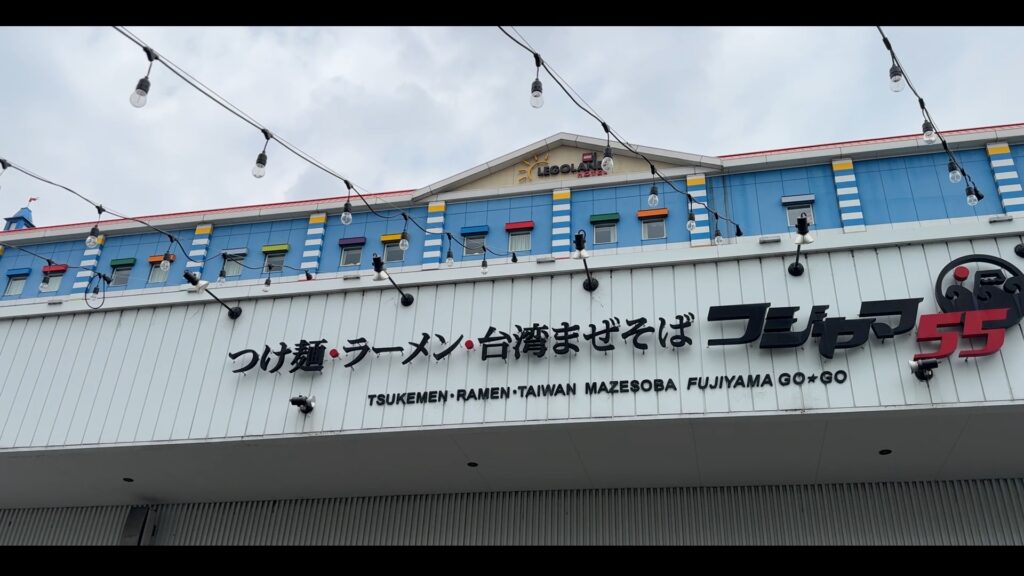 LEGOLAND
HOTEL
つけ麺・ラーメン・台湾まぜそば フジヤマ55
TSUKEMEN・RAMEN・TAIWAN MAZESOBA FUJIYAMA GO★GO